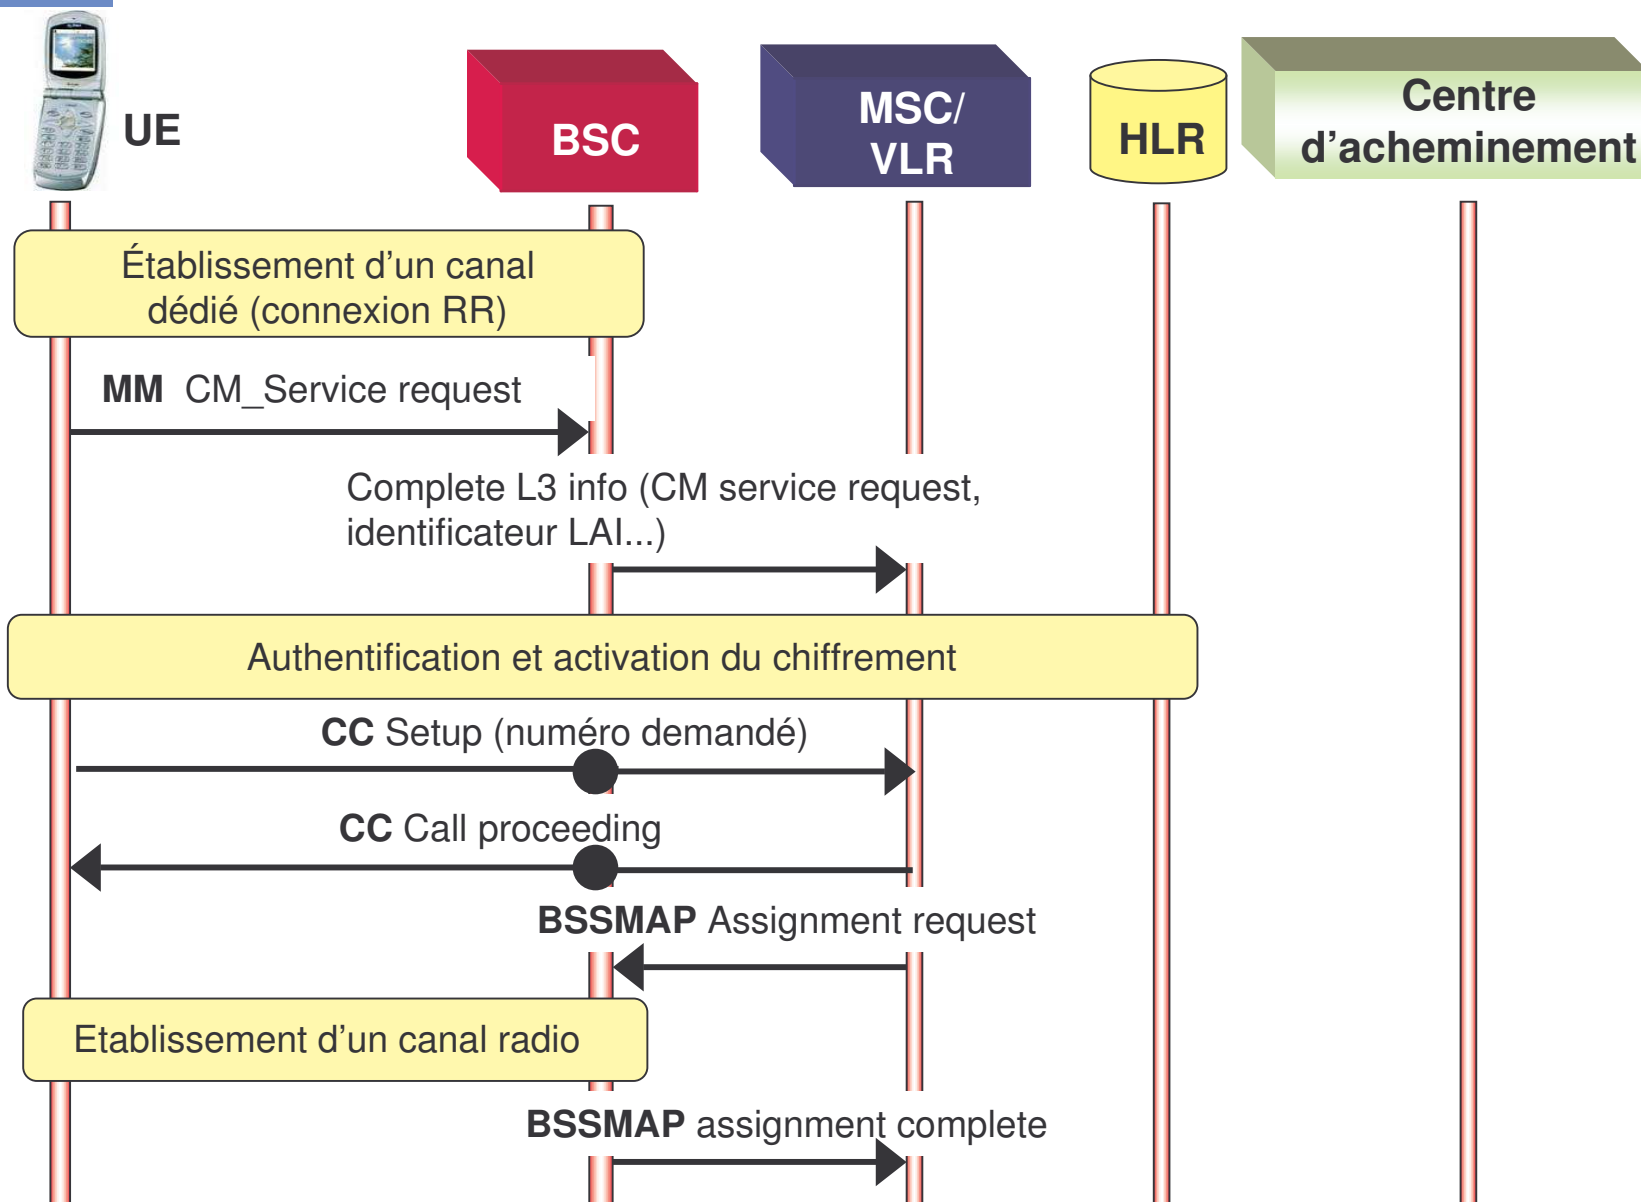 UE
BSC
MSC/
VLR
HLR
Centre
d'acheminement
Établissement d'un canal
dédié (connexion RR)
MM CM_Service request
Complete L3 info (CM service request,
identificateur LAI...)
Authentification et activation du chiffrement
CC Setup (numéro demandé)
CC Call proceeding
BSSMAP Assignment request
Etablissement d'un canal radio
BSSMAP assignment complete